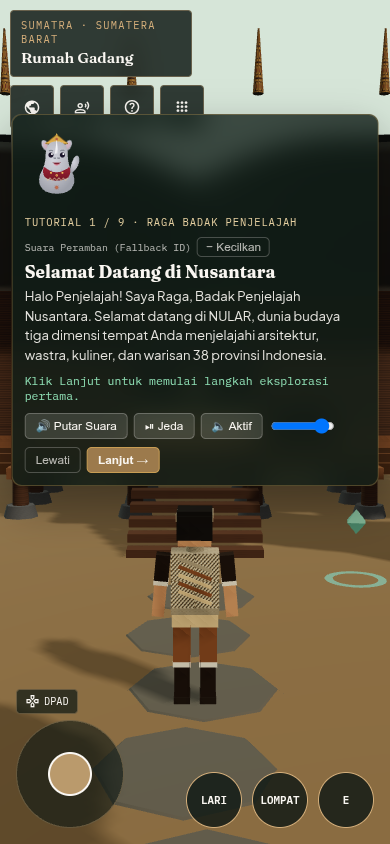 SUMATRA · SUMATERA
BARAT
Rumah Gadang
TUTORIAL 1 / 9 · RAGA BADAK PENJELAJAH
Suara Peramban (Fallback ID) − Kecilkan
Selamat Datang di Nusantara
Halo Penjelajah! Saya Raga, Badak Penjelajah
Nusantara. Selamat datang di NULAR, dunia budaya
tiga dimensi tempat Anda menjelajahi arsitektur,
wastra, kuliner, dan warisan 38 provinsi Indonesia.
Klik Lanjut untuk memulai langkah eksplorasi
pertama.
🔊 Putar Suara ⏯ Jeda 🔈 Aktif
Lewati Lanjut →
DPAD
LARI LOMPAT E